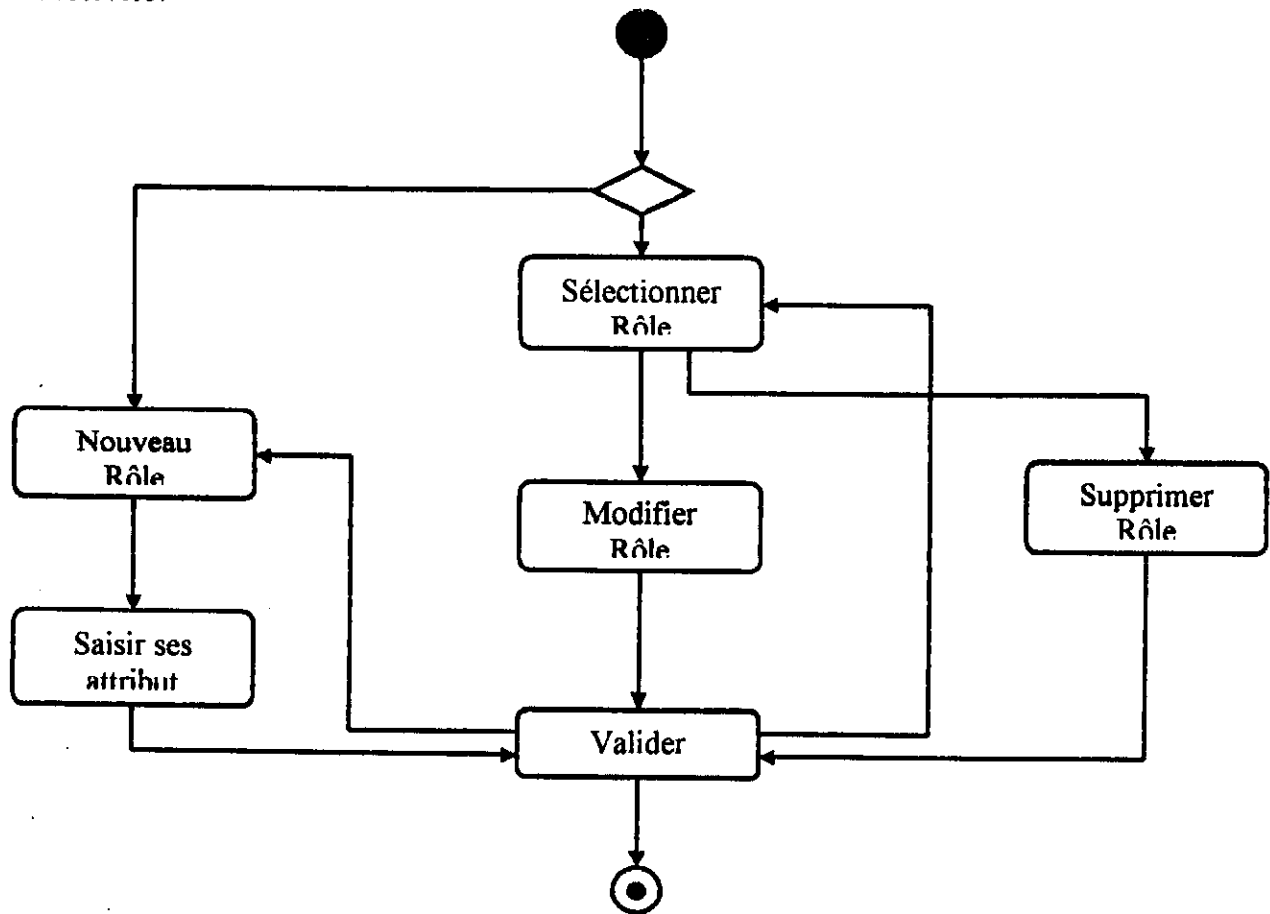 Sélectionner
Rôle
Nouveau
Rôle
Modifier
Rôle
Supprimer
Rôle
Saisir ses
attribut
Valider